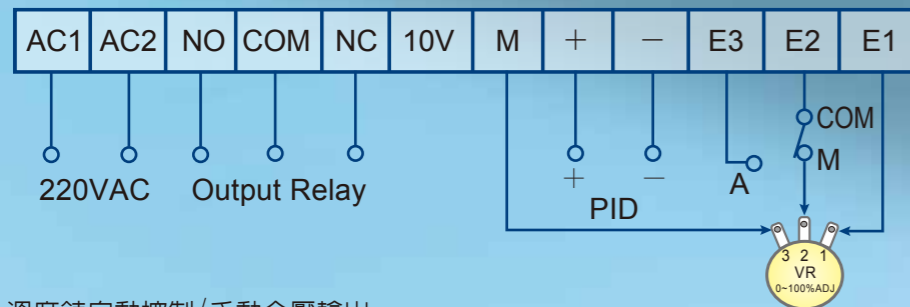 AC1 AC2 NO COM NC 10V M + − E3 E2 E1
COM
M
A
220VAC Output Relay + −
PID
3 2 1
VR
0~100%ADJ